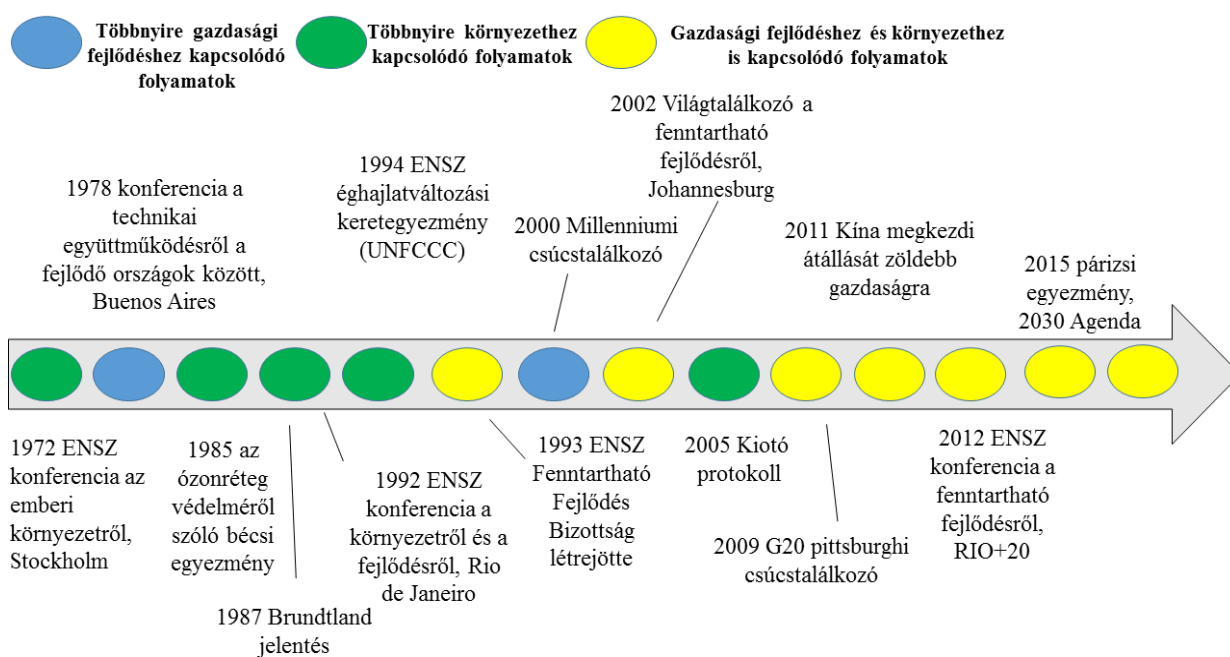 Többnyire gazdasági
fejlődéshez kapcsolódó
folyamatok
Többnyire környezethez
kapcsolódó folyamatok
Gazdasági fejlődéshez és környezethez
is kapcsolódó folyamatok
1978 konferencia a
technikai
együttműködésről a
fejlődő országok között,
Buenos Aires
1994 ENSZ
éghajlatváltozási
keretegyezmény
(UNFCCC)
2000 Millenniumi
csúcstalálkozó
2002 Világtalálkozó a
fenntartható
fejlődésről,
Johannesburg
2011 Kína megkezdi
átállását zöldebb
gazdaságra
2015 párizsi
egyezmény,
2030 Agenda
1972 ENSZ
konferencia az
emberi
környezetről,
Stockholm
1985 az
ózonréteg
védelméről
szóló bécsi
egyezmény
1987 Brundtland
jelentés
1992 ENSZ
konferencia a
környezetről és a
fejlődésről, Rio
de Janeiro
1993 ENSZ
Fenntartható
Fejlődés
Bizottság
létrejötte
2005 Kiotó
protokoll
2009 G20 pittsburghi
csúcstalálkozó
2012 ENSZ
konferencia a
fenntartható
fejlődésről,
RIO+20